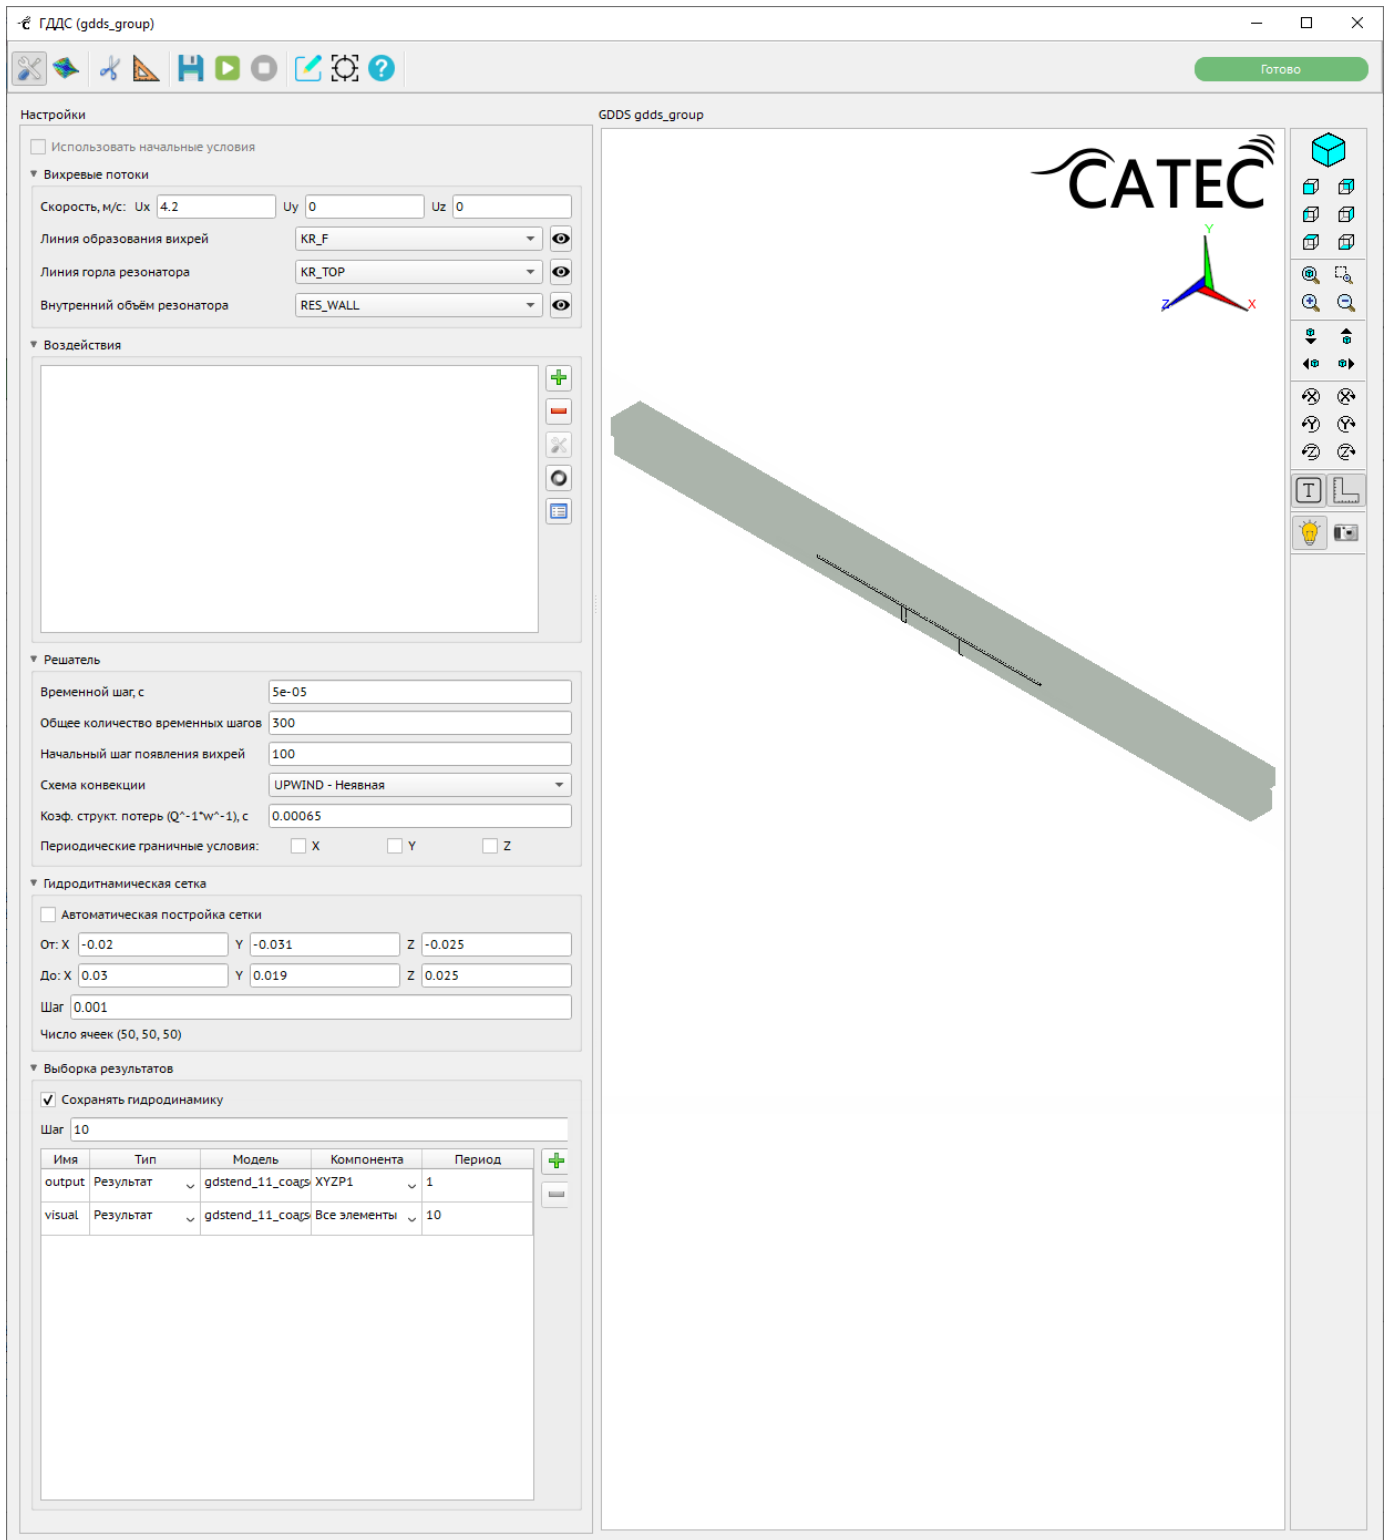 ГДДС (gdds_group)
Готово
Настройки
Использовать начальные условия
Вихревые потоки
Скорость, м/с: Ux 4.2 Uy 0 Uz 0
Линия образования вихрей KR_F
Линия горла резонатора KR_TOP
Внутренний объём резонатора RES_WALL
Воздействия
Решатель
Временной шаг, с 5e-05
Общее количество временных шагов 300
Начальный шаг появления вихрей 100
Схема конвекции UPWIND - Неявная
Коэф. структ. потерь (Q^-1*w^-1), с 0.00065
Периодические граничные условия: X Y Z
Гидродитнамическая сетка
Автоматическая постройка сетки
От: X -0.02 Y -0.031 Z -0.025
До: X 0.03 Y 0.019 Z 0.025
Шаг 0.001
Число ячеек (50, 50, 50)
Выборка результатов
Сохранять гидродинамику
Шаг 10
Имя Тип Модель Компонента Период
output Результат gdstend_11_coars XYZP1 1
visual Результат gdstend_11_coars Все элементы 10
GDDS gdds_group
CATEC
Y
Z X
X X
Y Y
Z Z
T